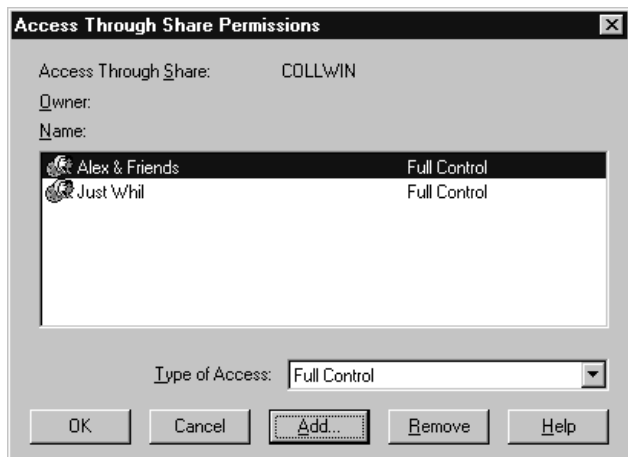 Access Through Share Permissions
Access Through Share: COLLWIN
Owner:
Name:
Alex & Friends Full Control
Just Whil Full Control
Type of Access: Full Control
OK Cancel Add... Remove Help